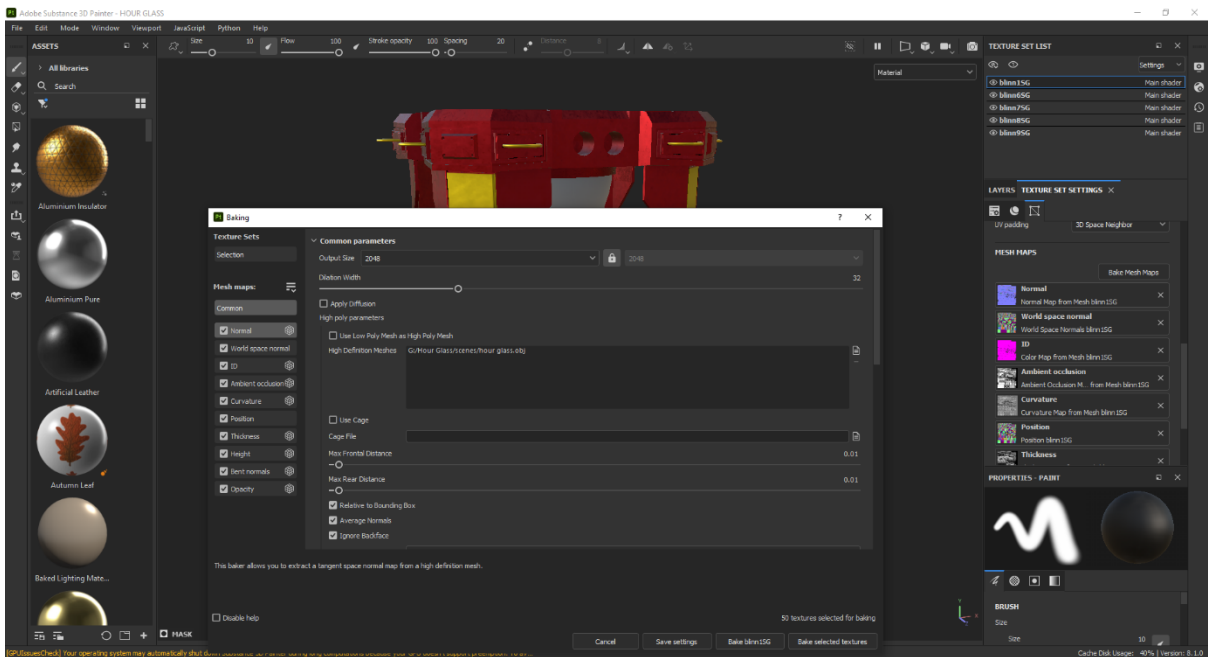 Adobe Substance 3D Painter - HOUR GLASS
File Edit Mode Window Viewport JavaScript Python Help
ASSETS
Size 10 Flow 100 Stroke opacity 100 Spacing 20 Distance 8
All libraries
Search
Material
Aluminium Insulator
Aluminium Pure
Artificial Leather
Autumn Leaf
Baked Lighting Mate...
MASK
Baking
Texture Sets
Selection
Mesh maps:
Common
Normal
World space normal
ID
Ambient occlusion
Curvature
Position
Thickness
Height
Bent normals
Opacity
Common parameters
Output Size 2048 2048
Dilation Width 32
Apply Diffusion
High poly parameters
Use Low Poly Mesh as High Poly Mesh
High Definition Meshes G:/Hour Glass/scenes/hour glass.obj
Use Cage
Cage File
Max Frontal Distance 0.01
Max Rear Distance 0.01
Relative to Bounding Box
Average Normals
Ignore Backface
This baker allows you to extract a tangent space normal map from a high definition mesh.
Disable help
50 textures selected for baking
Cancel Save settings Bake blinn1SG Bake selected textures
TEXTURE SET LIST
Settings
blinn1SG Main shader
blinn6SG Main shader
blinn7SG Main shader
blinn8SG Main shader
blinn9SG Main shader
LAYERS TEXTURE SET SETTINGS
UV padding 3D Space Neighbor
MESH MAPS
Bake Mesh Maps
Normal
Normal Map from Mesh blinn1SG
World space normal
World Space Normals blinn1SG
ID
Color Map from Mesh blinn1SG
Ambient occlusion
Ambient Occlusion M... from Mesh blinn1SG
Curvature
Curvature Map from Mesh blinn1SG
Position
Position blinn1SG
Thickness
PROPERTIES - PAINT
BRUSH
Size
Size 10
Cache Disk Usage: 40% | Version: 8.1.0